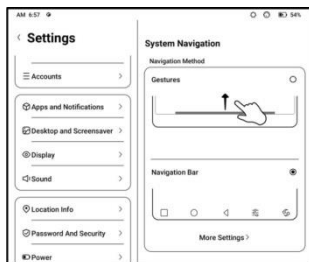 AM 6:57
54%
Settings
Accounts
Apps and Notifications
Desktop and Screensaver
Display
Sound
Location Info
Password And Security
Power
System Navigation
Navigation Method
Gestures
Navigation Bar
More Settings